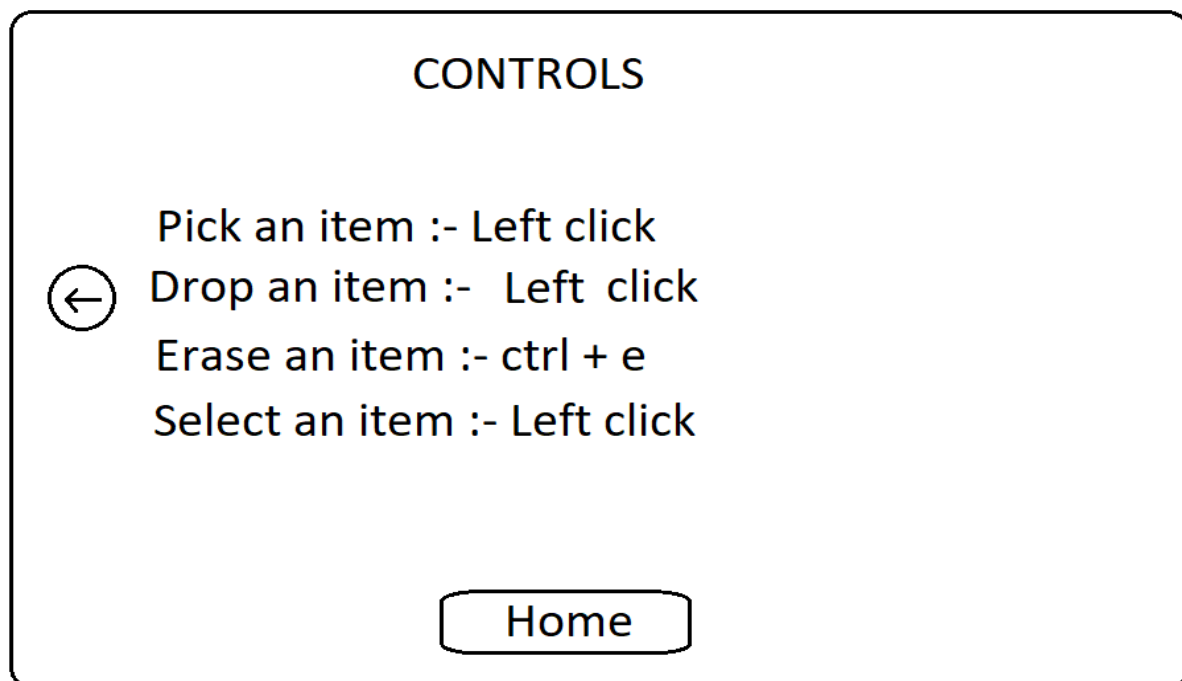 CONTROLS
Pick an item :- Left click
Drop an item :- Left click
Erase an item :- ctrl + e
Select an item :- Left click
Home